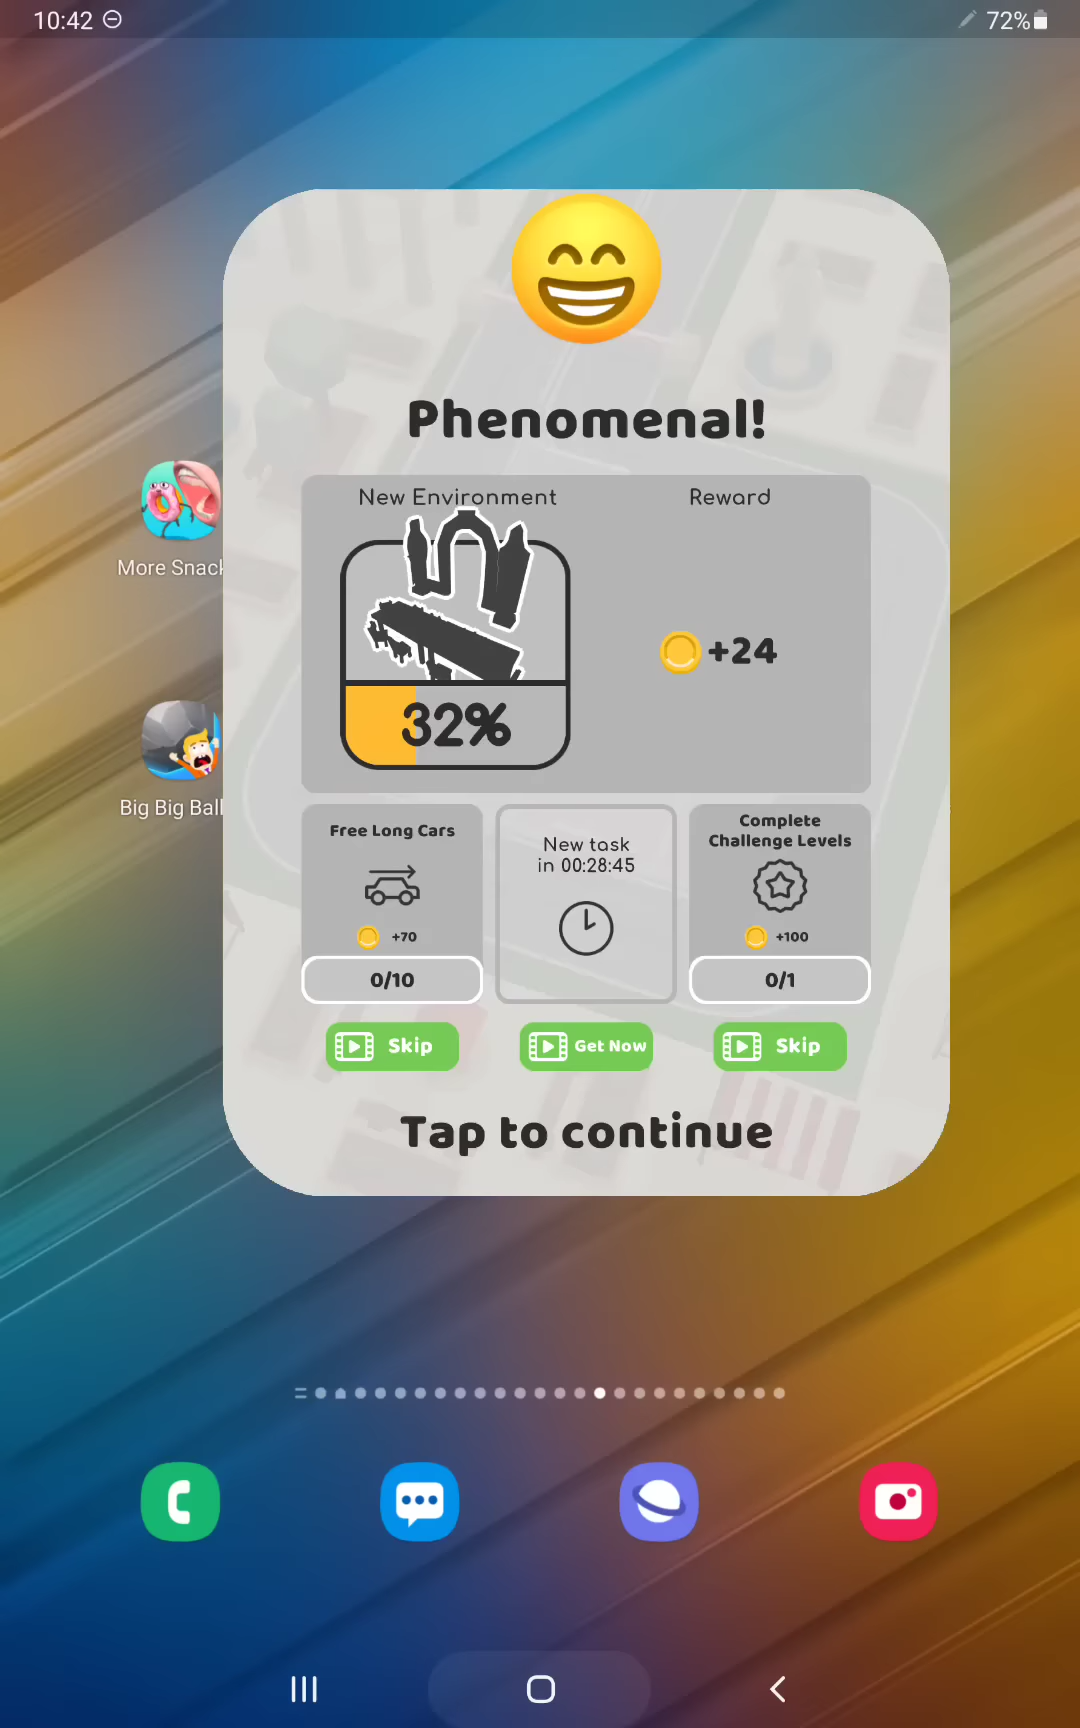 10:42
72%
Phenomenal!
New Environment
Reward
+24
32%
More Snac
Big Big Ball
Free Long Cars
+70
0/10
New task
in 00:28:45
Complete
Challenge Levels
+100
0/1
Skip
Get Now
Skip
Tap to continue